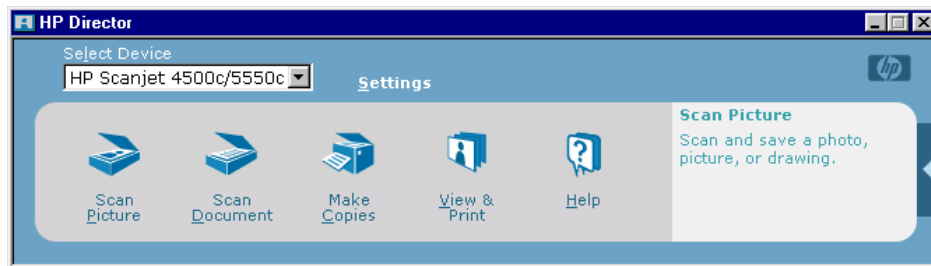 HP Director
Select Device
HP Scanjet 4500c/5550c
Settings
hp
Scan Picture
Scan and save a photo,
picture, or drawing.
Scan
Picture
Scan
Document
Make
Copies
View &
Print
Help